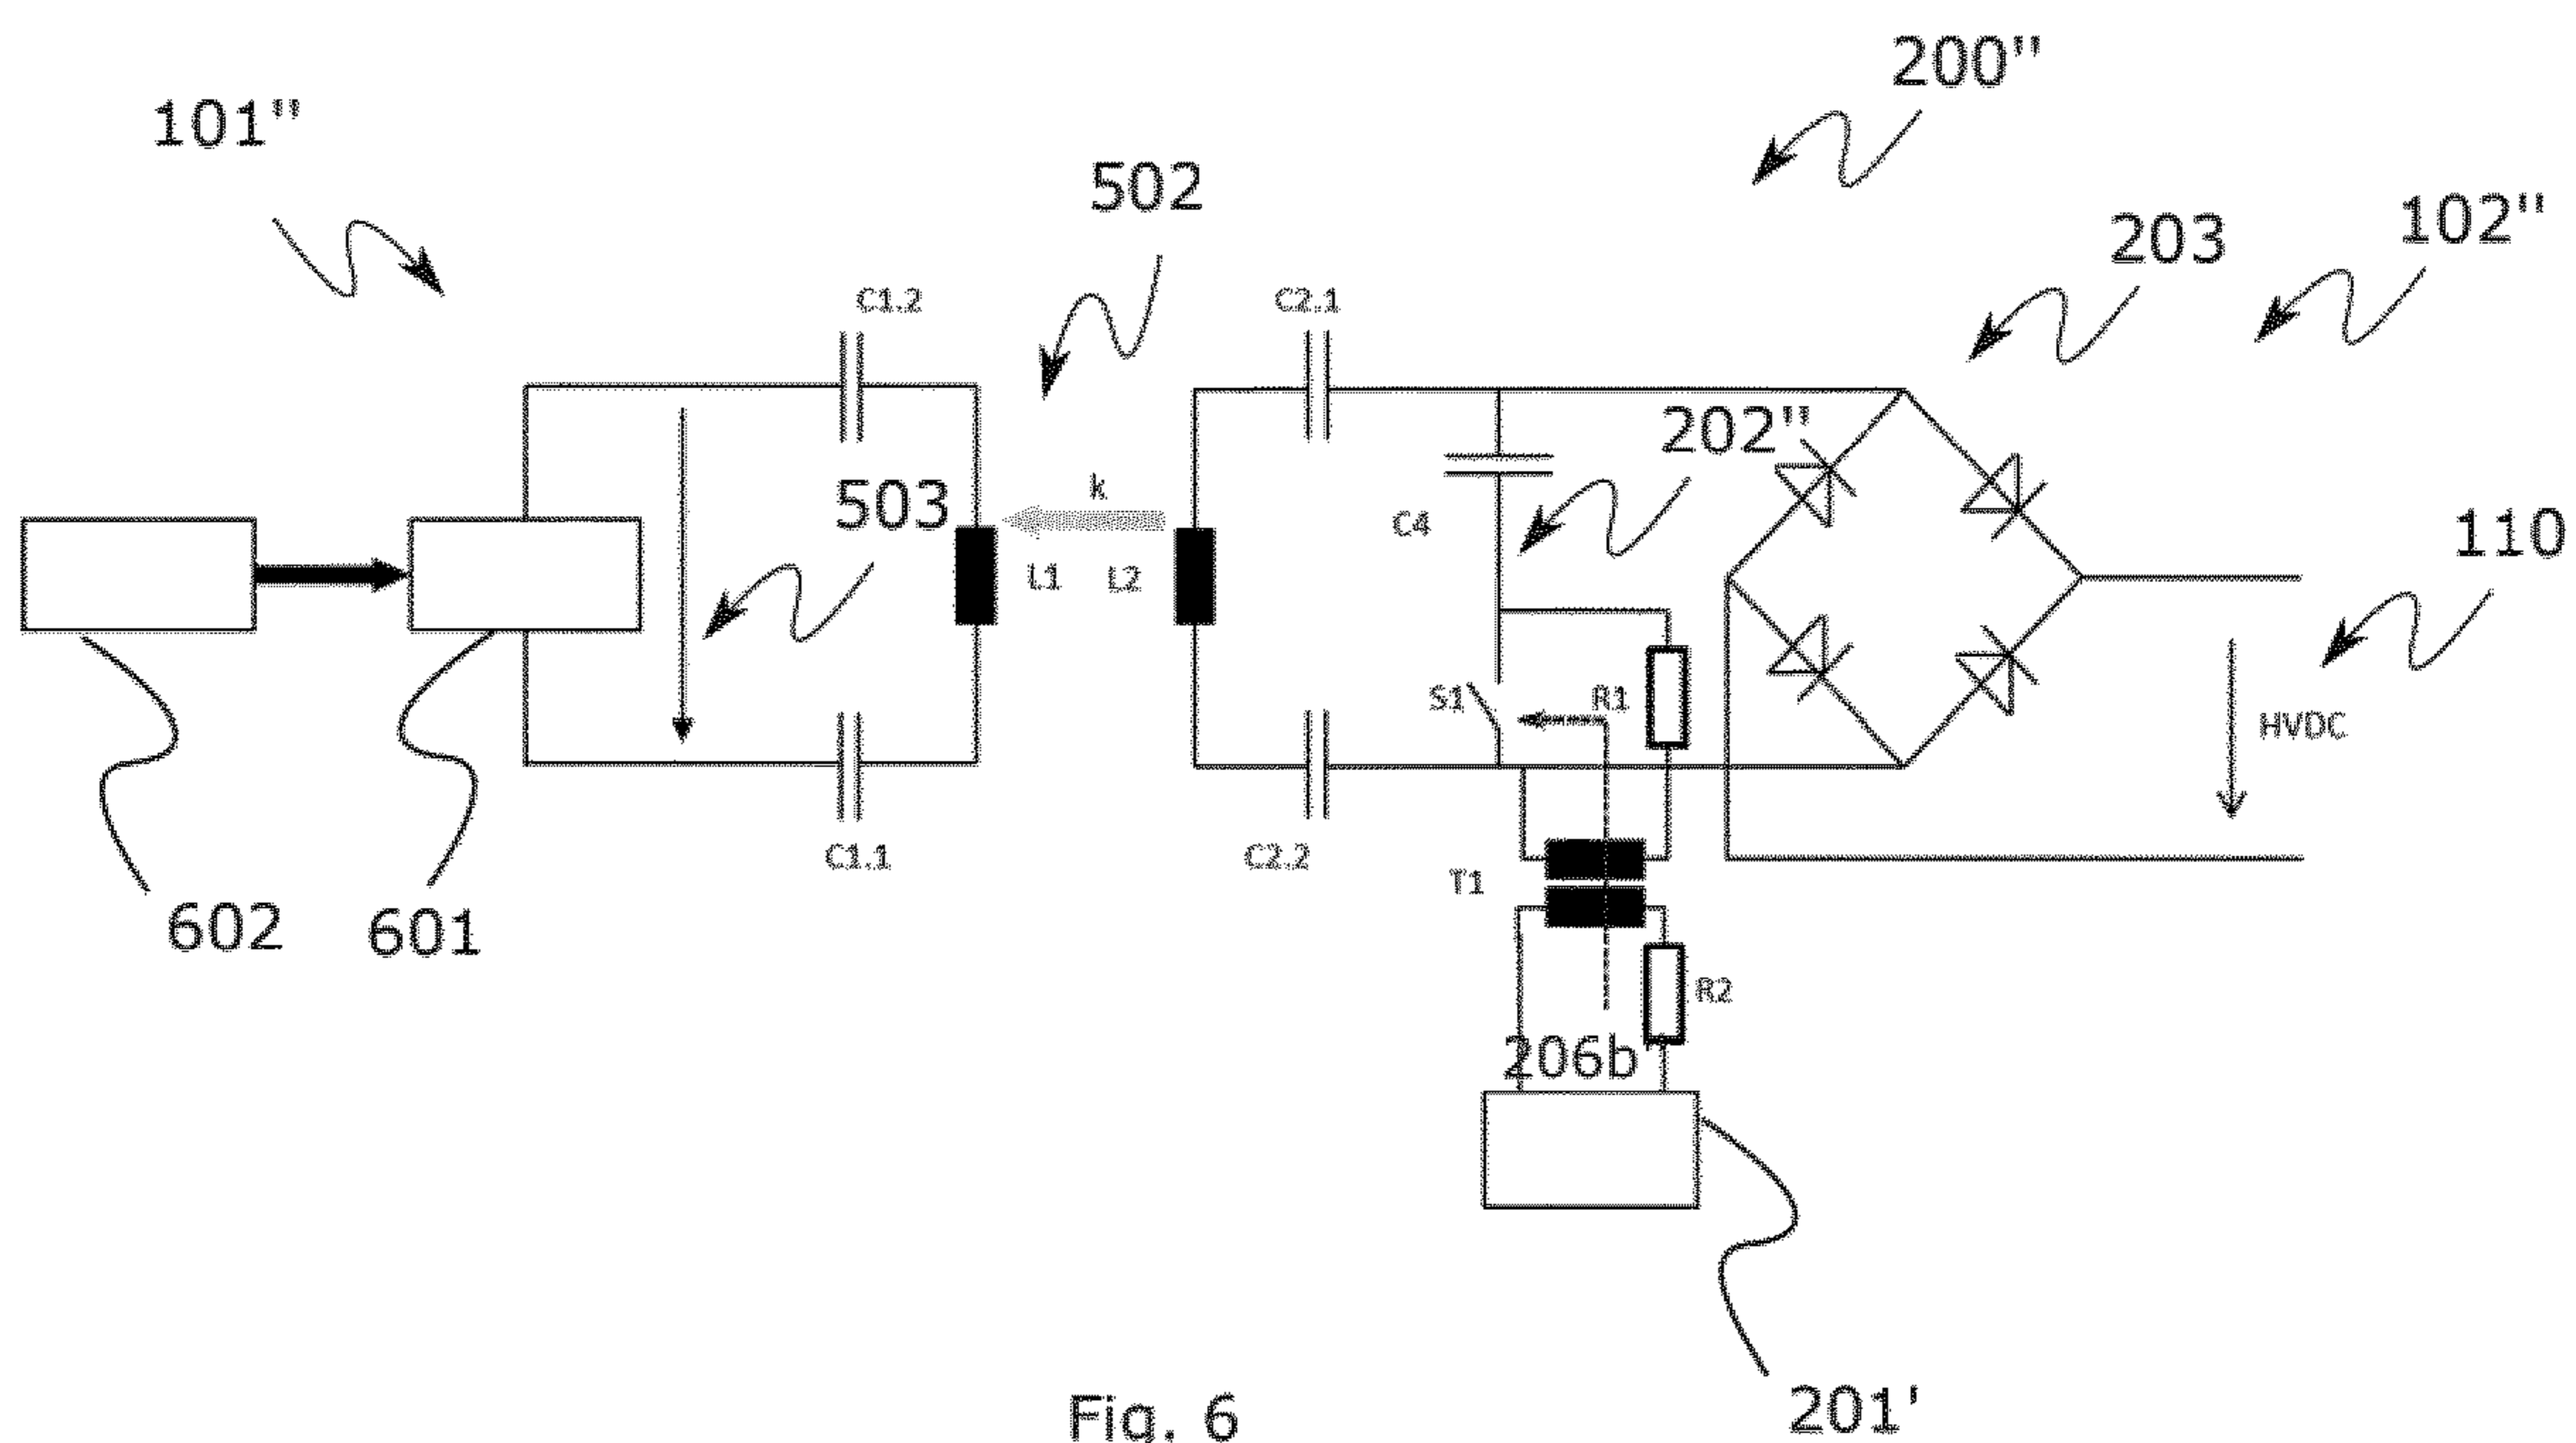 200"
101"
502
102"
203
C1.2
C2.1
202"
k
503
C4
110
L1
L2
S1
R1
HVDC
C1.1
C2.2
T1
602
601
R2
206b'
201'
Fig. 6